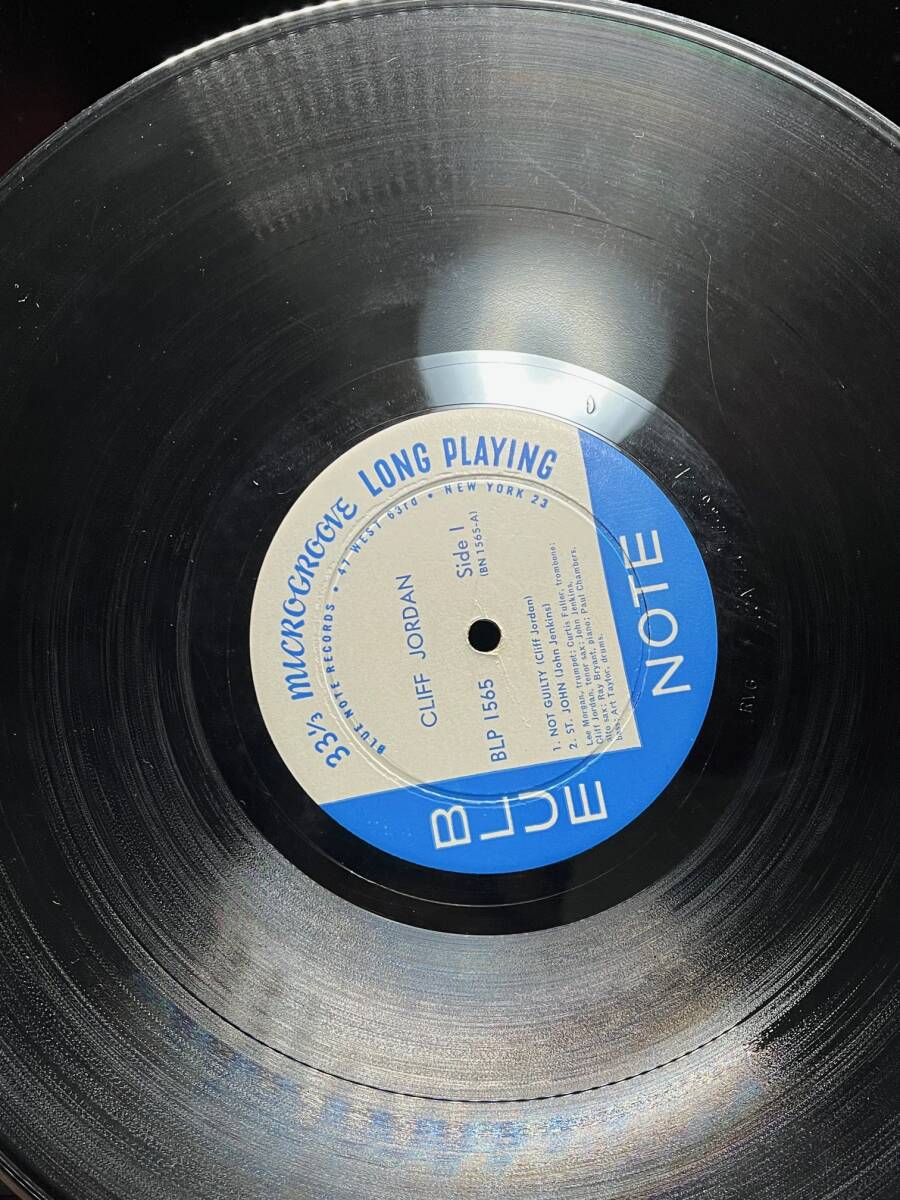 33⅓ MICROGROOVE LONG PLAYING
BLUE NOTE RECORDS • 47 WEST 63rd • NEW YORK 23
CLIFF JORDAN
BLP 1565
Side 1
(BN 1565-A)
1. NOT GUILTY (Cliff Jordan)
2. ST. JOHN (John Jenkins)
Lee Morgan, trumpet; Curtis Fuller, trombone;
Cliff Jordan, tenor sax; John Jenkins,
alto sax; Ray Bryant, piano; Paul Chambers,
bass; Art Taylor, drums.
BLUE
NOTE